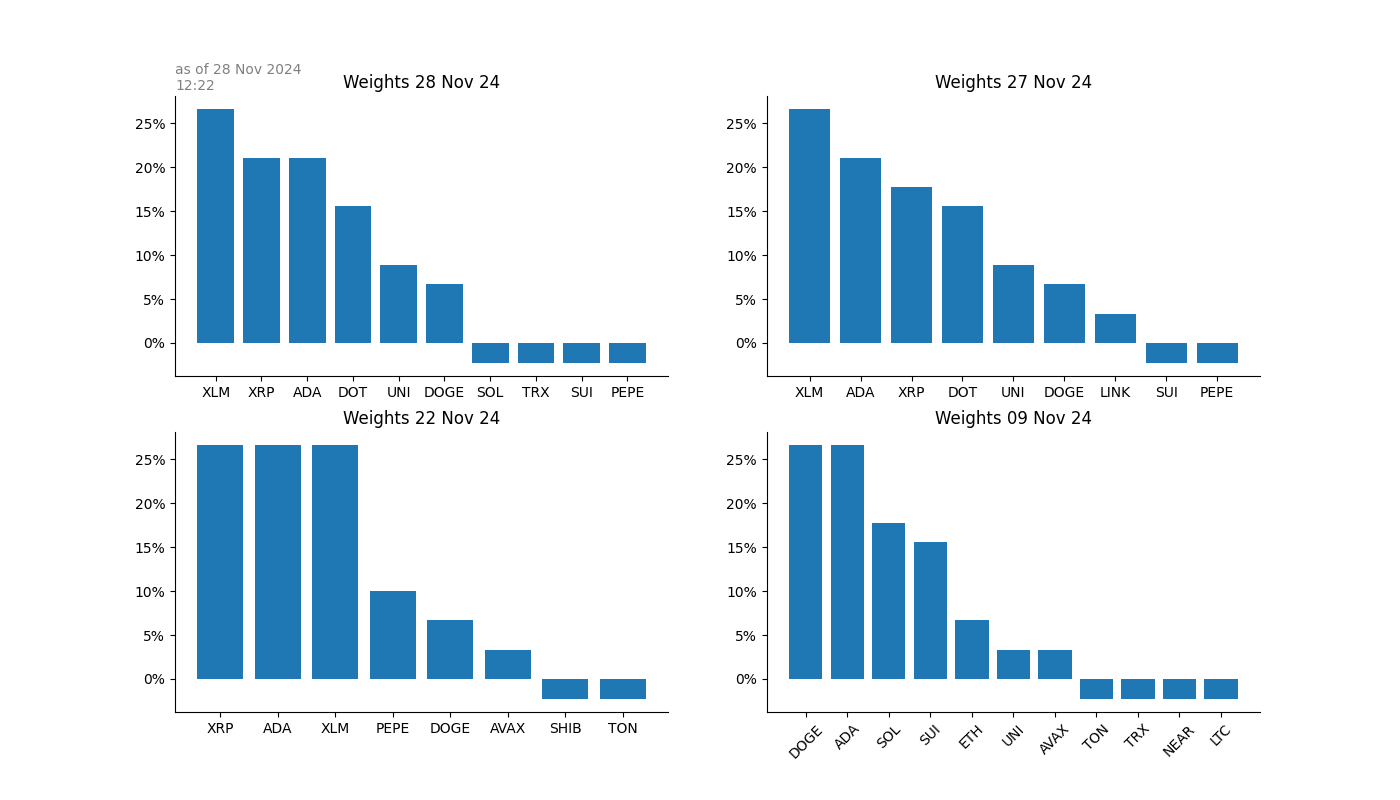 as of 28 Nov 2024
12:22
Weights 28 Nov 24
25%
20%
15%
10%
5%
0%
XLM XRP ADA DOT UNI DOGE SOL TRX SUI PEPE
Weights 27 Nov 24
25%
20%
15%
10%
5%
0%
XLM ADA XRP DOT UNI DOGE LINK SUI PEPE
Weights 22 Nov 24
25%
20%
15%
10%
5%
0%
XRP ADA XLM PEPE DOGE AVAX SHIB TON
Weights 09 Nov 24
25%
20%
15%
10%
5%
0%
DOGE ADA SOL SUI ETH UNI AVAX TON TRX NEAR LTC